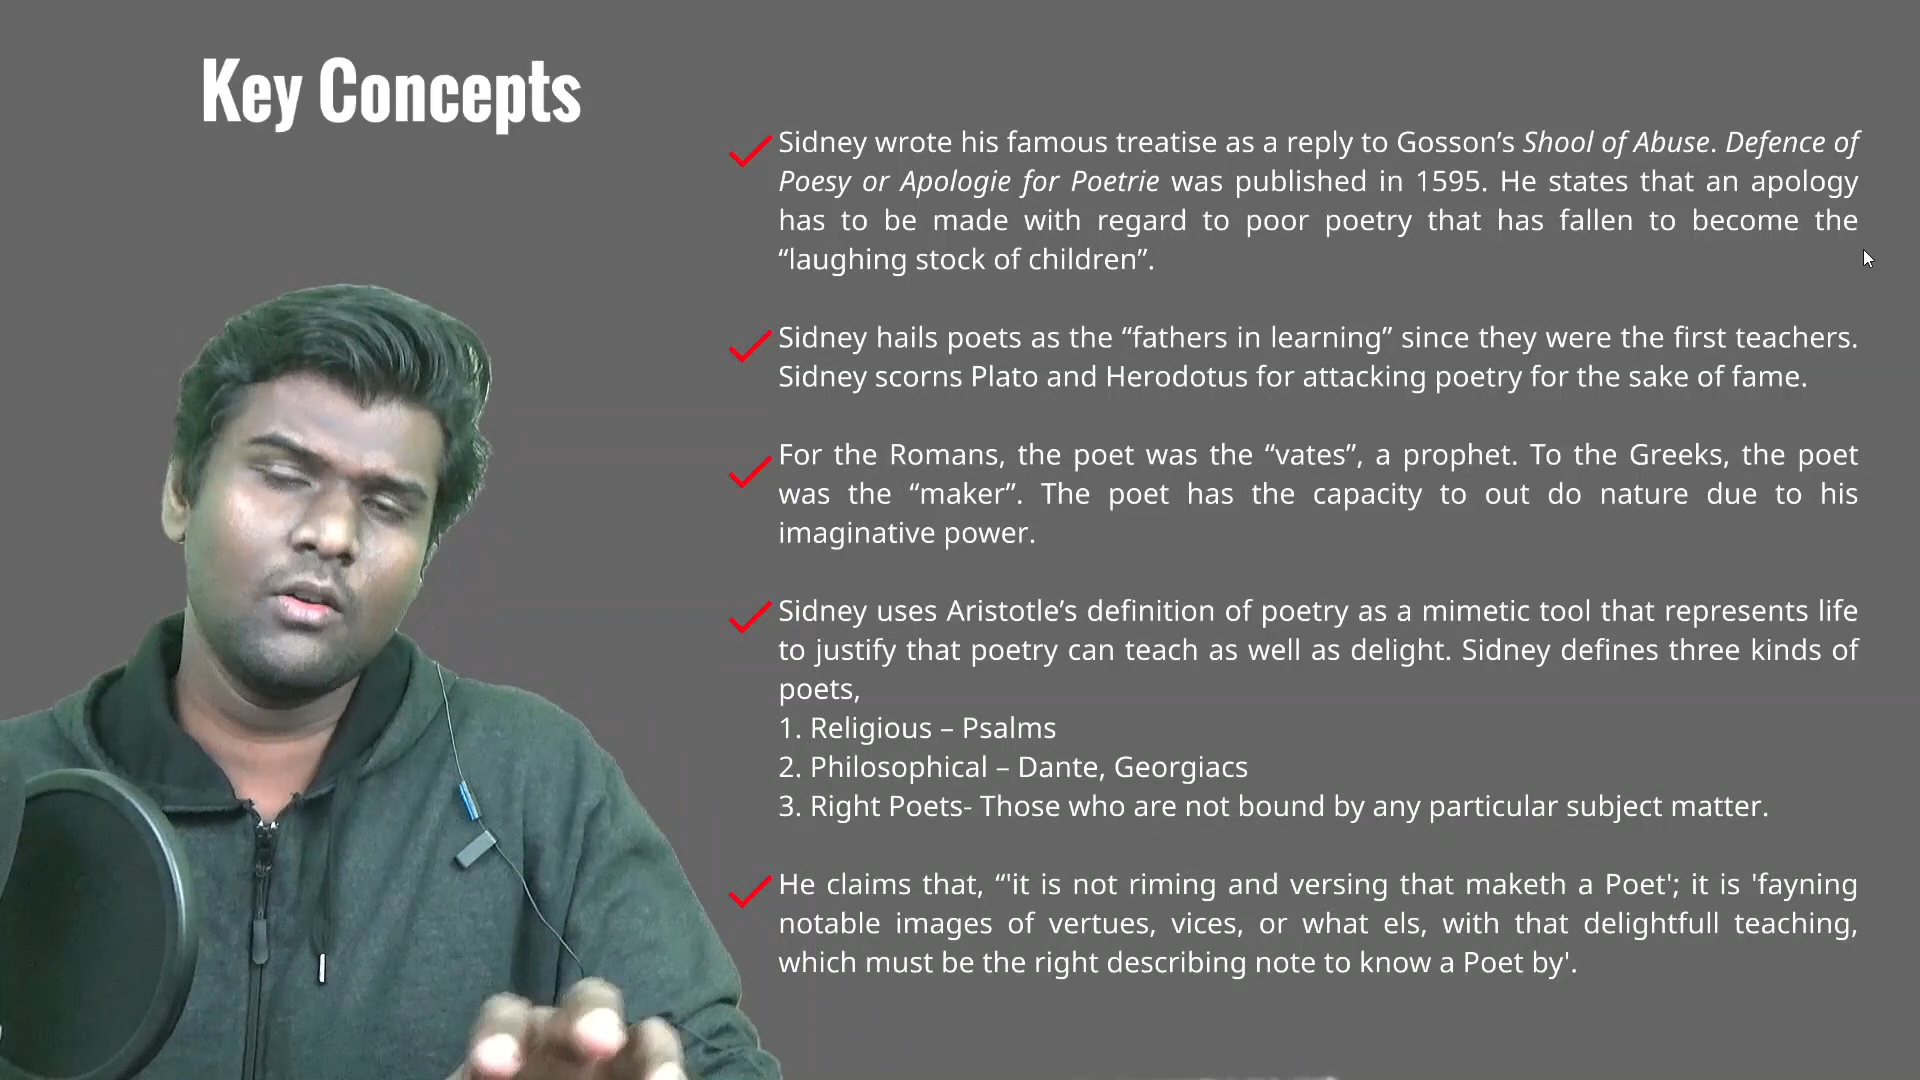 Key Concepts
Sidney wrote his famous treatise as a reply to Gosson’s Shool of Abuse. Defence of
Poesy or Apologie for Poetrie was published in 1595. He states that an apology
has to be made with regard to poor poetry that has fallen to become the
“laughing stock of children”.
Sidney hails poets as the “fathers in learning” since they were the first teachers.
Sidney scorns Plato and Herodotus for attacking poetry for the sake of fame.
For the Romans, the poet was the “vates”, a prophet. To the Greeks, the poet
was the “maker”. The poet has the capacity to out do nature due to his
imaginative power.
Sidney uses Aristotle’s definition of poetry as a mimetic tool that represents life
to justify that poetry can teach as well as delight. Sidney defines three kinds of
poets,
1. Religious – Psalms
2. Philosophical – Dante, Georgiacs
3. Right Poets- Those who are not bound by any particular subject matter.
He claims that, “'it is not riming and versing that maketh a Poet'; it is 'fayning
notable images of vertues, vices, or what els, with that delightfull teaching,
which must be the right describing note to know a Poet by'.